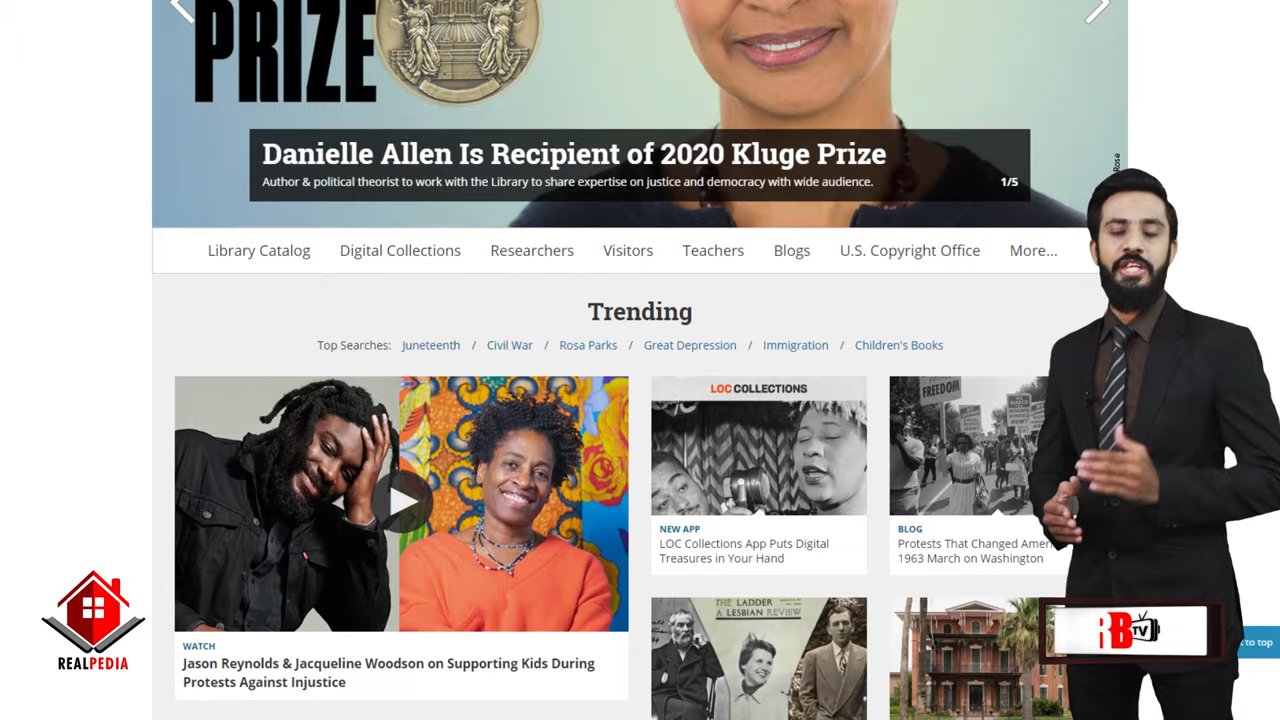 PRIZE
Danielle Allen Is Recipient of 2020 Kluge Prize
Author & political theorist to work with the Library to share expertise on justice and democracy with wide audience.
1/5
Rose
Library Catalog
Digital Collections
Researchers
Visitors
Teachers
Blogs
U.S. Copyright Office
More...
Trending
Top Searches: Juneteenth / Civil War / Rosa Parks / Great Depression / Immigration / Children's Books
LOC COLLECTIONS
FREEDOM
NEW APP
LOC Collections App Puts Digital
Treasures in Your Hand
BLOG
Protests That Changed Amer
1963 March on Washington
THE LADDER
A LESBIAN REVIEW
WATCH
Jason Reynolds & Jacqueline Woodson on Supporting Kids During
Protests Against Injustice
REALPEDIA
RB TV
to top